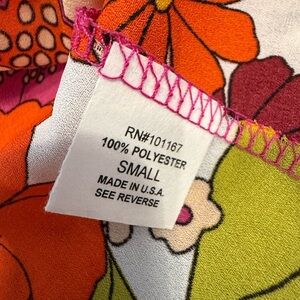 RN#101167
100% POLYESTER
SMALL
MADE IN U.S.A.
SEE REVERSE